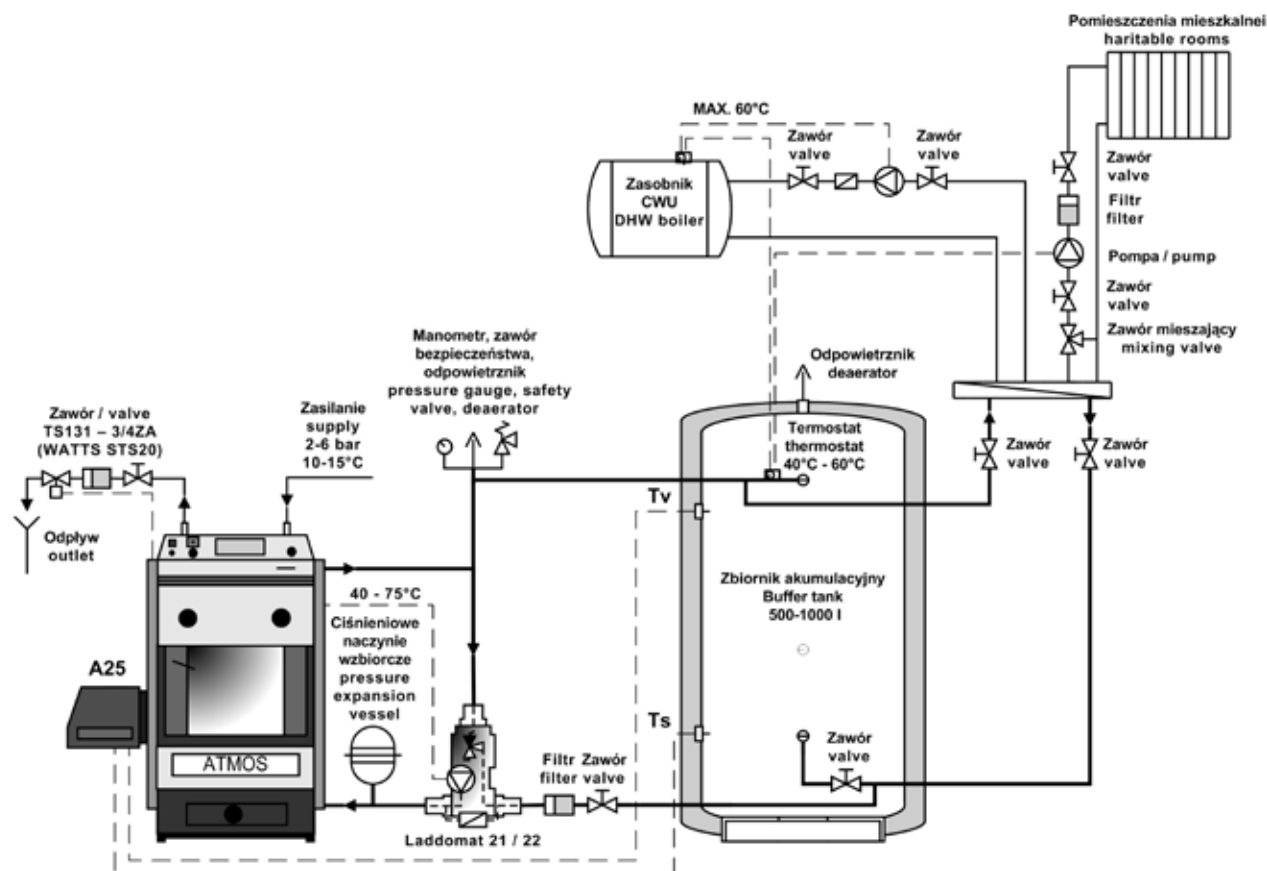 Pomieszczenia mieszkalnei
haritable rooms
MAX. 60°C
Zawór
valve
Zawór
valve
Zawór
valve
Zasobnik
CWU
DHW boiler
Filtr
filter
Pompa / pump
Zawór
valve
Zawór mieszający
mixing valve
Manometr, zawór
bezpieczeństwa,
odpowietrznik
pressure gauge, safety
valve, deaerator
Odpowietrznik
deaerator
Zawór / valve
TS131 – 3/4ZA
(WATTS STS20)
Zasilanie
supply
2-6 bar
10-15°C
Termostat
thermostat
40°C - 60°C
Zawór
valve
Zawór
valve
Tv
Odpływ
outlet
40 - 75°C
Ciśnieniowe
naczynie
wzbiorcze
pressure
expansion
vessel
Zbiornik akumulacyjny
Buffer tank
500-1000 l
A25
Ts
Zawór
valve
ATMOS
Filtr Zawór
filter valve
Laddomat 21 / 22